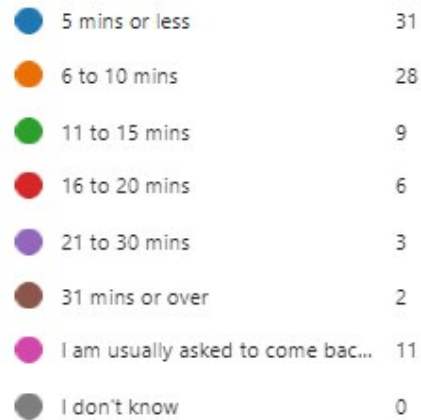 5 mins or less 31
6 to 10 mins 28
11 to 15 mins 9
16 to 20 mins 6
21 to 30 mins 3
31 mins or over 2
I am usually asked to come bac... 11
I don't know 0